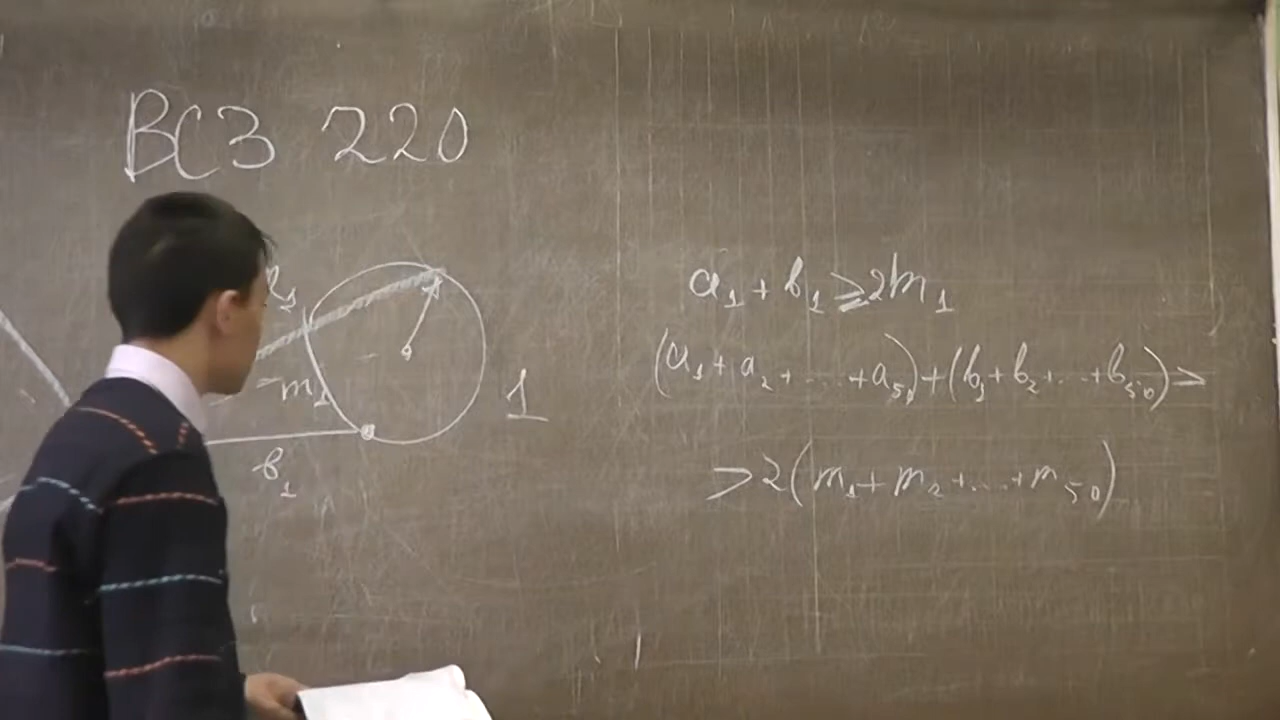 ВСЗ 220
a₁
m₁
b₁
1
a₁ + b₁ ≥ 2m₁
(a₁ + a₂ + ... + a₅₀) + (b₁ + b₂ + ... + b₅₀) >
> 2(m₁ + m₂ + ... + m₅₀)